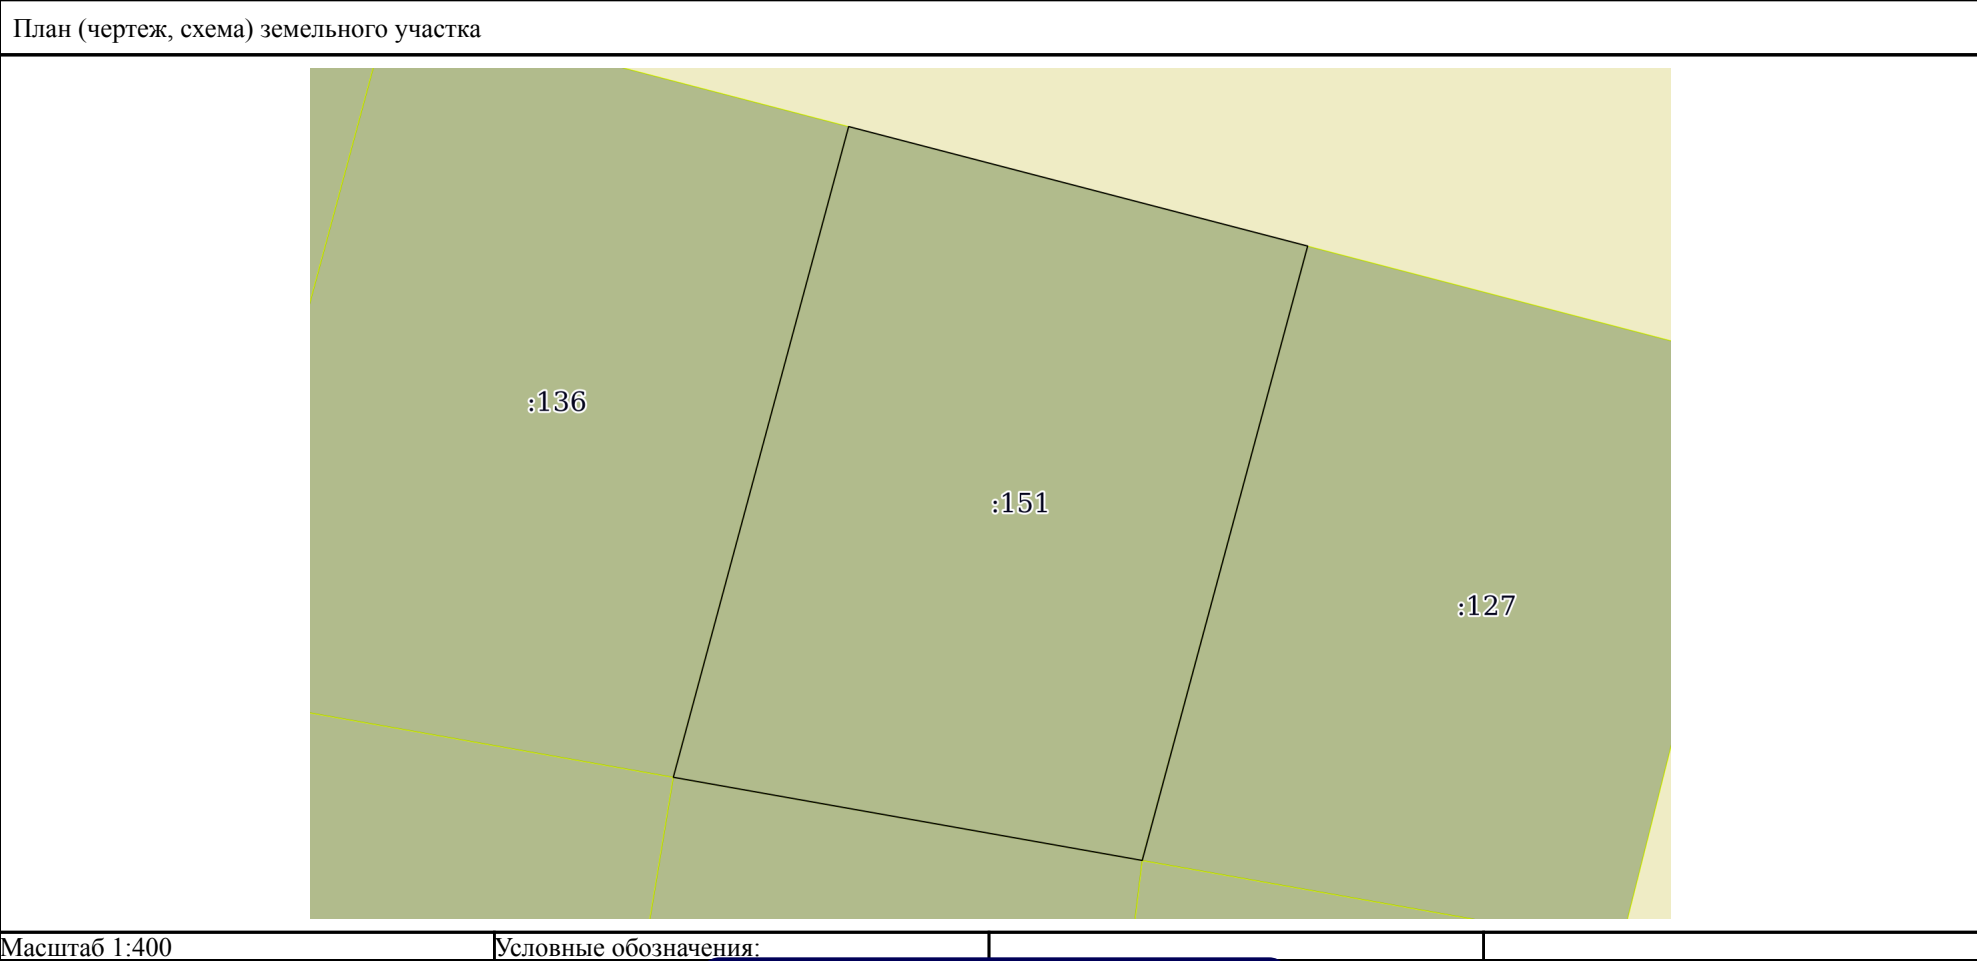 План (чертеж, схема) земельного участка
:136
:151
:127
Масштаб 1:400
Условные обозначения: